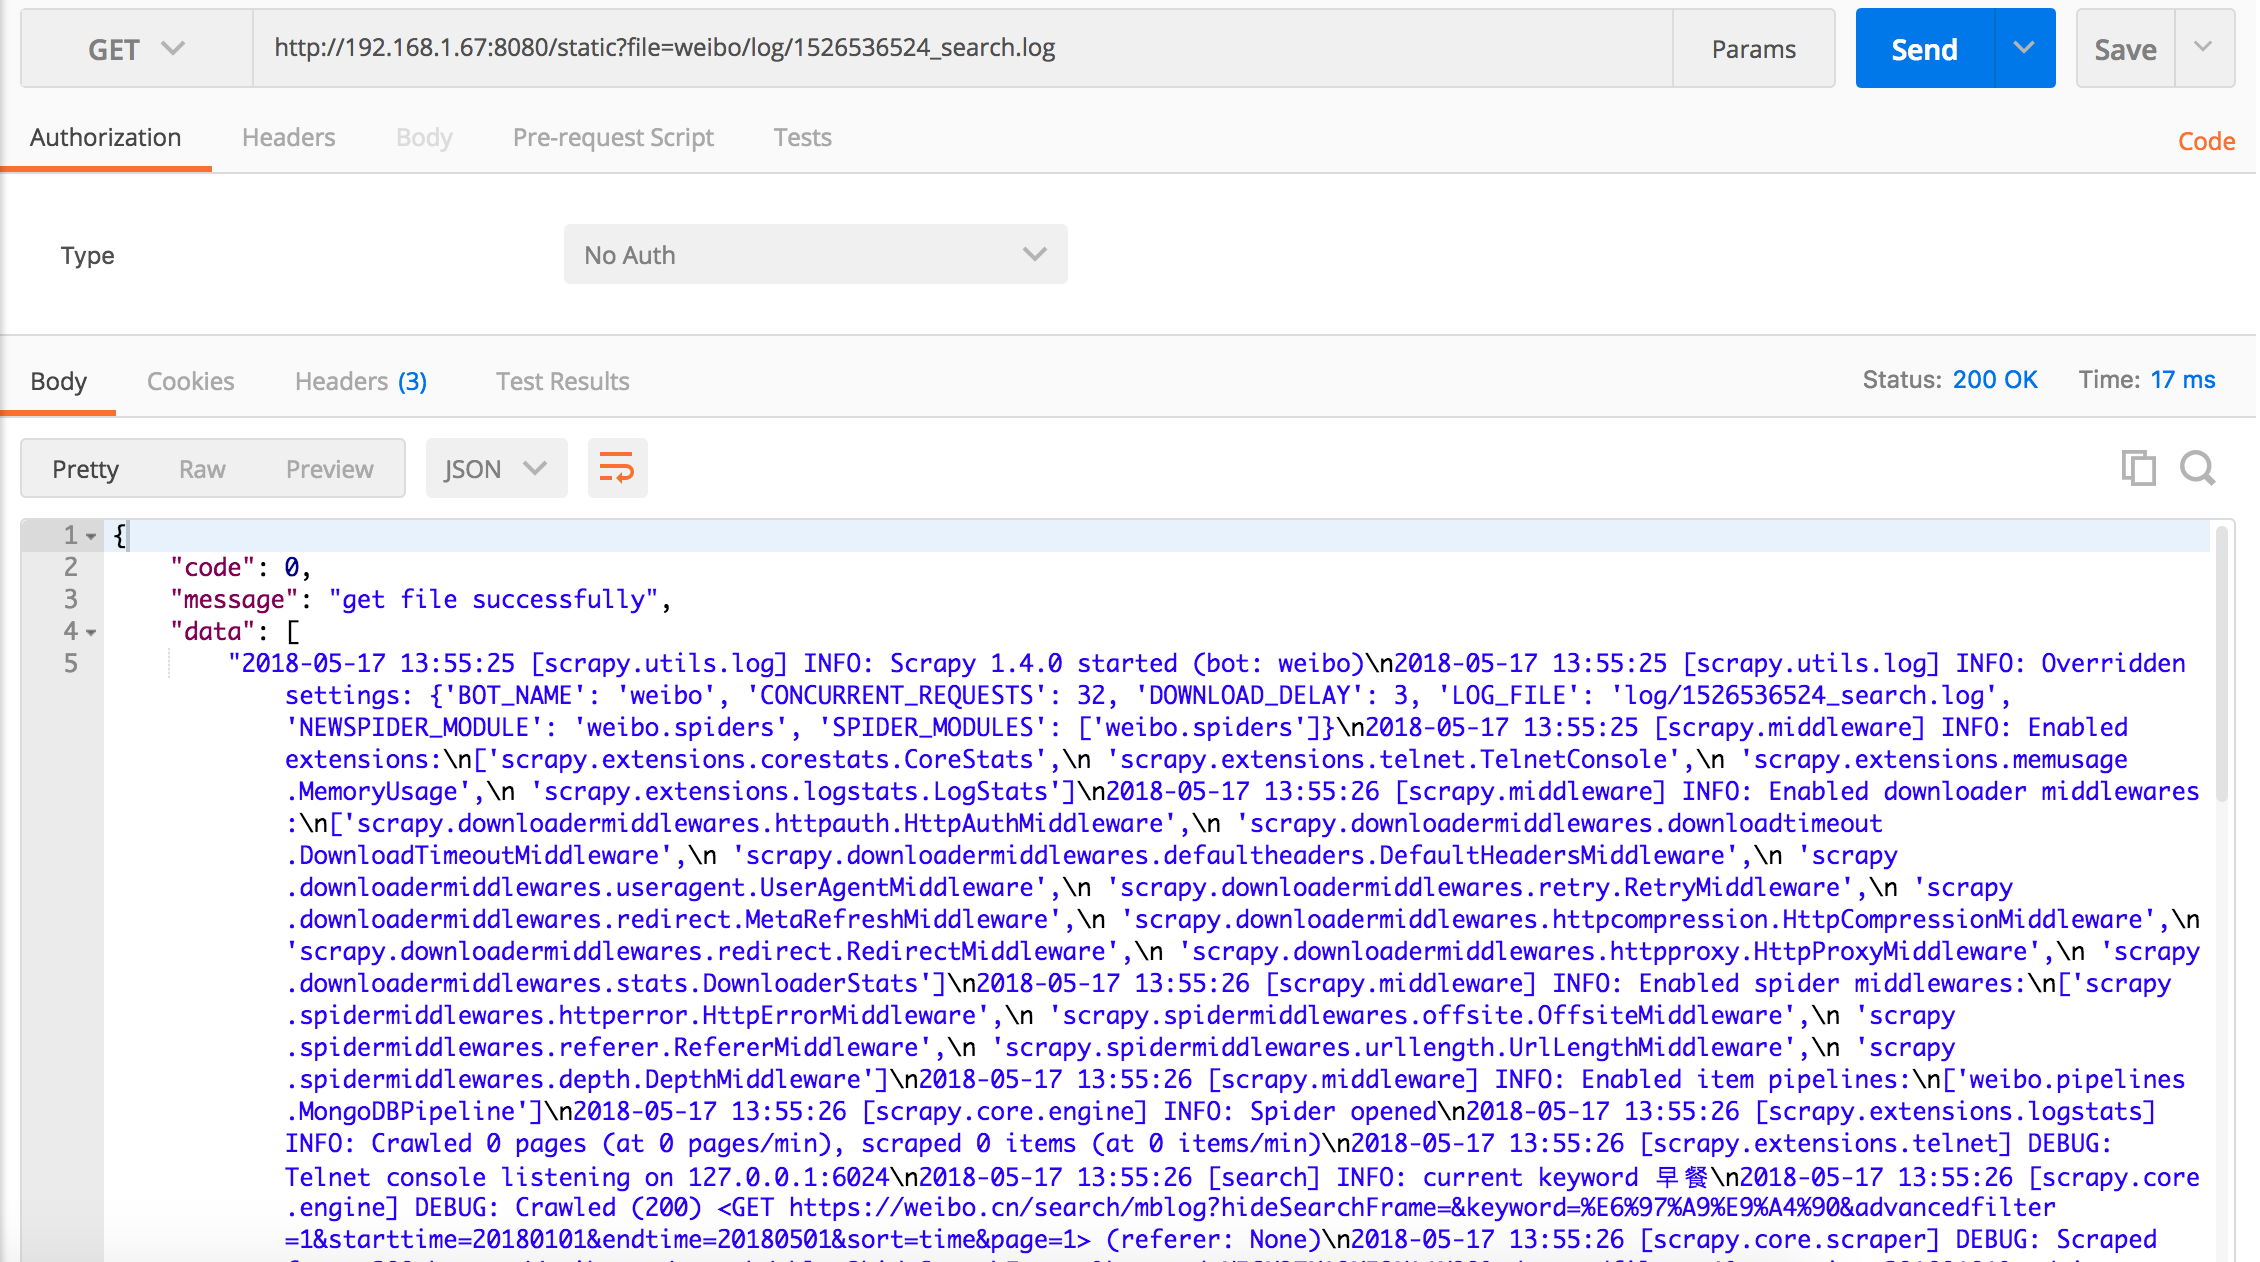 GET http://192.168.1.67:8080/static?file=weibo/log/1526536524_search.log Params Send Save
Authorization Headers Body Pre-request Script Tests Code
Type No Auth
Body Cookies Headers (3) Test Results Status: 200 OK Time: 17 ms
Pretty Raw Preview JSON
1 {
2 "code": 0,
3 "message": "get file successfully",
4 "data": [
5 "2018-05-17 13:55:25 [scrapy.utils.log] INFO: Scrapy 1.4.0 started (bot: weibo)\n2018-05-17 13:55:25 [scrapy.utils.log] INFO: Overridden
settings: {'BOT_NAME': 'weibo', 'CONCURRENT_REQUESTS': 32, 'DOWNLOAD_DELAY': 3, 'LOG_FILE': 'log/1526536524_search.log',
'NEWSPIDER_MODULE': 'weibo.spiders', 'SPIDER_MODULES': ['weibo.spiders']}\n2018-05-17 13:55:25 [scrapy.middleware] INFO: Enabled
extensions:\n['scrapy.extensions.corestats.CoreStats',\n 'scrapy.extensions.telnet.TelnetConsole',\n 'scrapy.extensions.memusage
.MemoryUsage',\n 'scrapy.extensions.logstats.LogStats']\n2018-05-17 13:55:26 [scrapy.middleware] INFO: Enabled downloader middlewares
:\n['scrapy.downloadermiddlewares.httpauth.HttpAuthMiddleware',\n 'scrapy.downloadermiddlewares.downloadtimeout
.DownloadTimeoutMiddleware',\n 'scrapy.downloadermiddlewares.defaultheaders.DefaultHeadersMiddleware',\n 'scrapy
.downloadermiddlewares.useragent.UserAgentMiddleware',\n 'scrapy.downloadermiddlewares.retry.RetryMiddleware',\n 'scrapy
.downloadermiddlewares.redirect.MetaRefreshMiddleware',\n 'scrapy.downloadermiddlewares.httpcompression.HttpCompressionMiddleware',\n
'scrapy.downloadermiddlewares.redirect.RedirectMiddleware',\n 'scrapy.downloadermiddlewares.httpproxy.HttpProxyMiddleware',\n 'scrapy
.downloadermiddlewares.stats.DownloaderStats']\n2018-05-17 13:55:26 [scrapy.middleware] INFO: Enabled spider middlewares:\n['scrapy
.spidermiddlewares.httperror.HttpErrorMiddleware',\n 'scrapy.spidermiddlewares.offsite.OffsiteMiddleware',\n 'scrapy
.spidermiddlewares.referer.RefererMiddleware',\n 'scrapy.spidermiddlewares.urllength.UrlLengthMiddleware',\n 'scrapy
.spidermiddlewares.depth.DepthMiddleware']\n2018-05-17 13:55:26 [scrapy.middleware] INFO: Enabled item pipelines:\n['weibo.pipelines
.MongoDBPipeline']\n2018-05-17 13:55:26 [scrapy.core.engine] INFO: Spider opened\n2018-05-17 13:55:26 [scrapy.extensions.logstats]
INFO: Crawled 0 pages (at 0 pages/min), scraped 0 items (at 0 items/min)\n2018-05-17 13:55:26 [scrapy.extensions.telnet] DEBUG:
Telnet console listening on 127.0.0.1:6024\n2018-05-17 13:55:26 [search] INFO: current keyword 早餐\n2018-05-17 13:55:26 [scrapy.core
.engine] DEBUG: Crawled (200) <GET https://weibo.cn/search/mblog?hideSearchFrame=&keyword=%E6%97%A9%E9%A4%90&advancedfilter
=1&starttime=20180101&endtime=20180501&sort=time&page=1> (referer: None)\n2018-05-17 13:55:26 [scrapy.core.scraper] DEBUG: Scraped